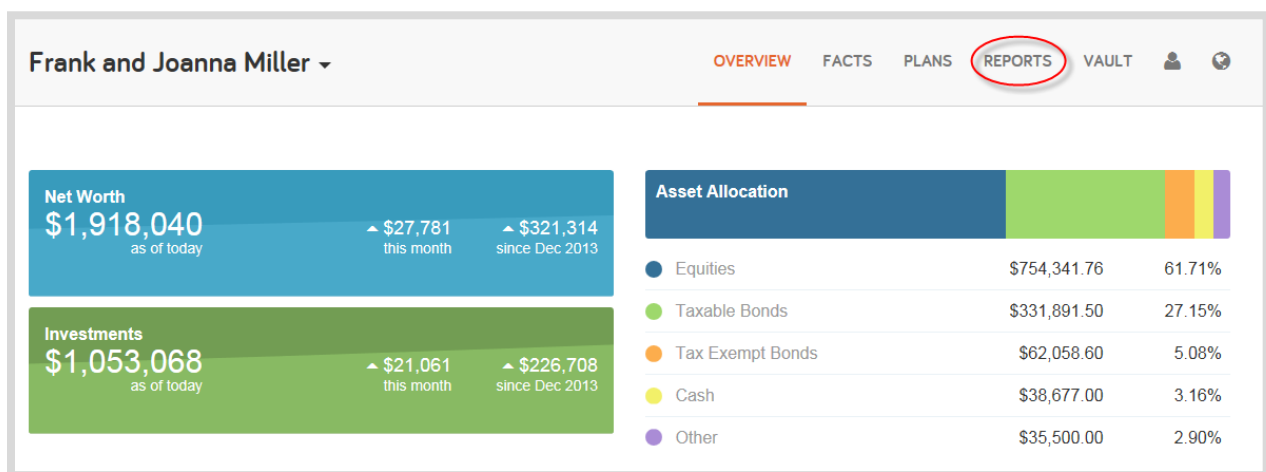 Frank and Joanna Miller
OVERVIEW FACTS PLANS REPORTS VAULT
Net Worth
$1,918,040
as of today
$27,781
this month
$321,314
since Dec 2013
Investments
$1,053,068
as of today
$21,061
this month
$226,708
since Dec 2013
Asset Allocation
Equities $754,341.76 61.71%
Taxable Bonds $331,891.50 27.15%
Tax Exempt Bonds $62,058.60 5.08%
Cash $38,677.00 3.16%
Other $35,500.00 2.90%